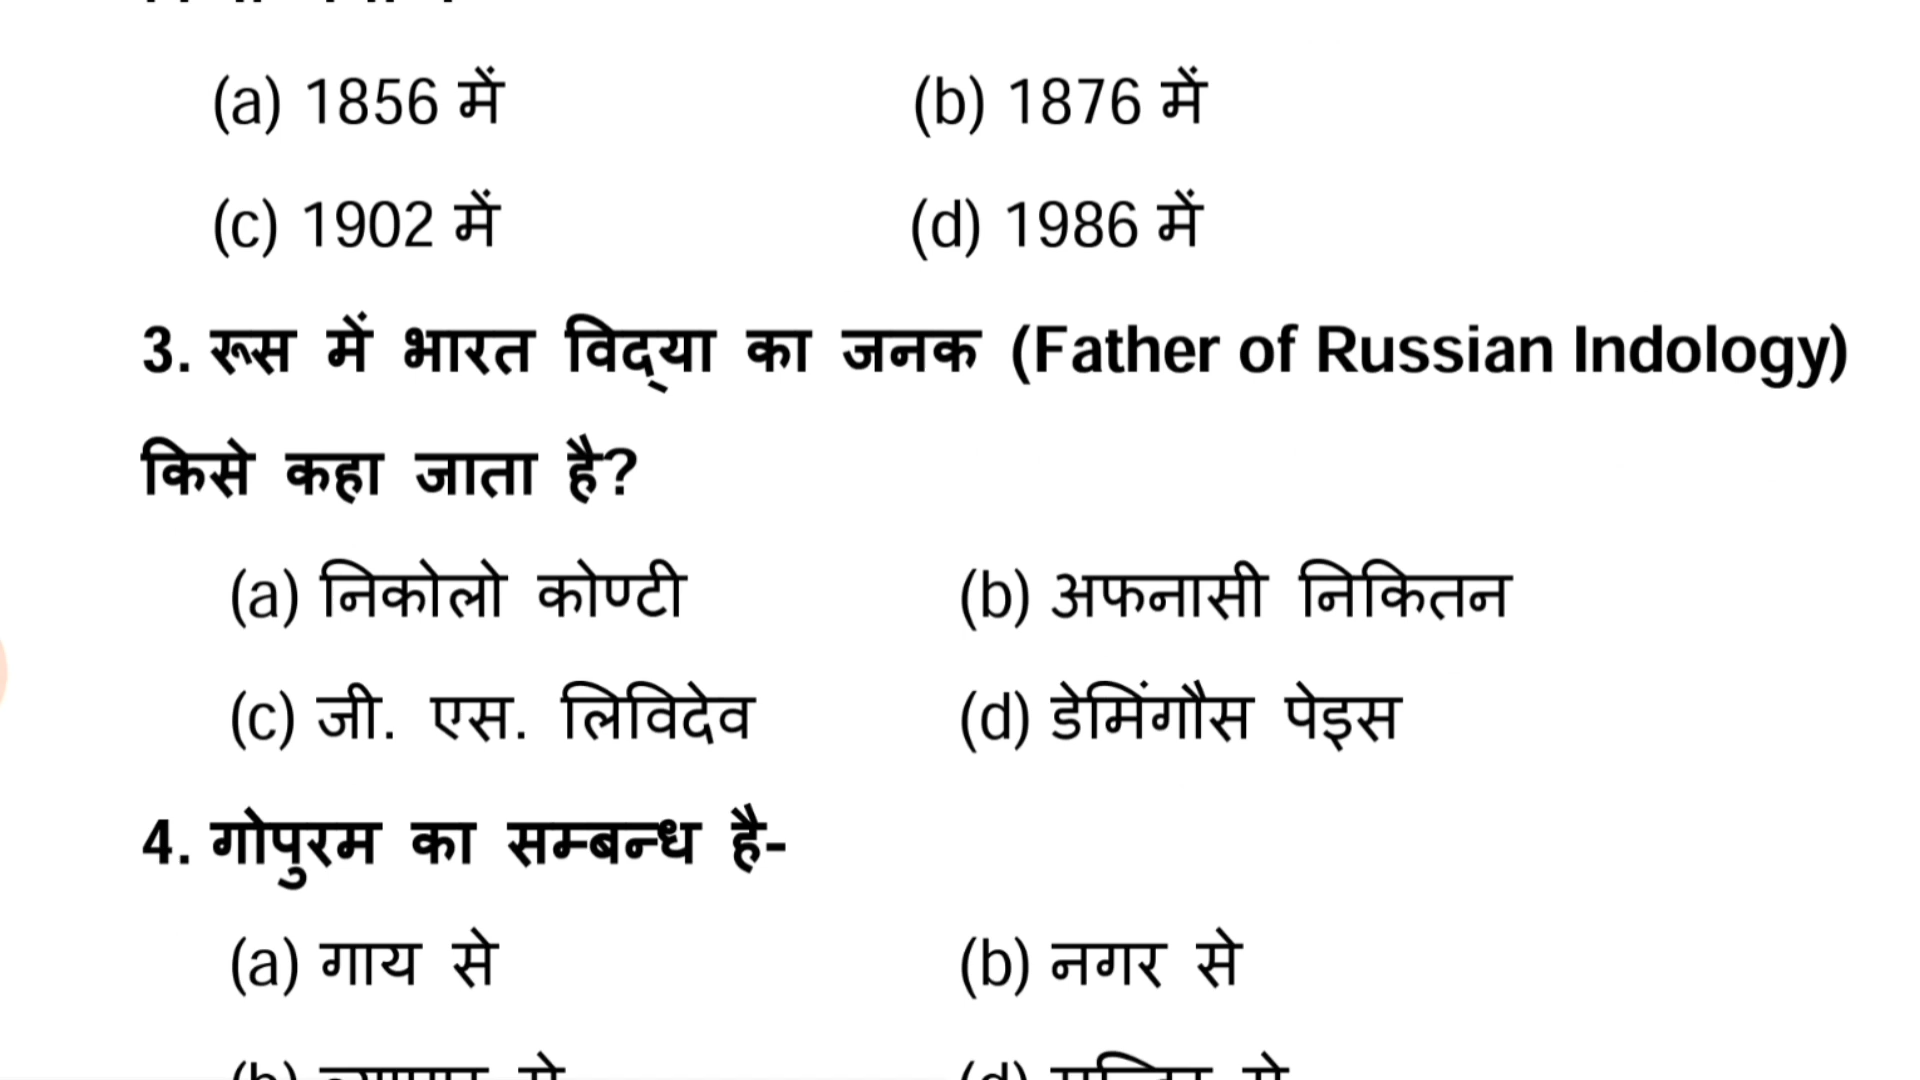 (a) 1856 में (b) 1876 में
(c) 1902 में (d) 1986 में
3. रूस में भारत विद्‌या का जनक (Father of Russian Indology)
किसे कहा जाता है?
(a) निकोलो कोण्टी (b) अफनासी निकितन
(c) जी. एस. लिविदेव (d) डेमिंगौस पेइस
4. गोपुरम का सम्बन्ध है-
(a) गाय से (b) नगर से